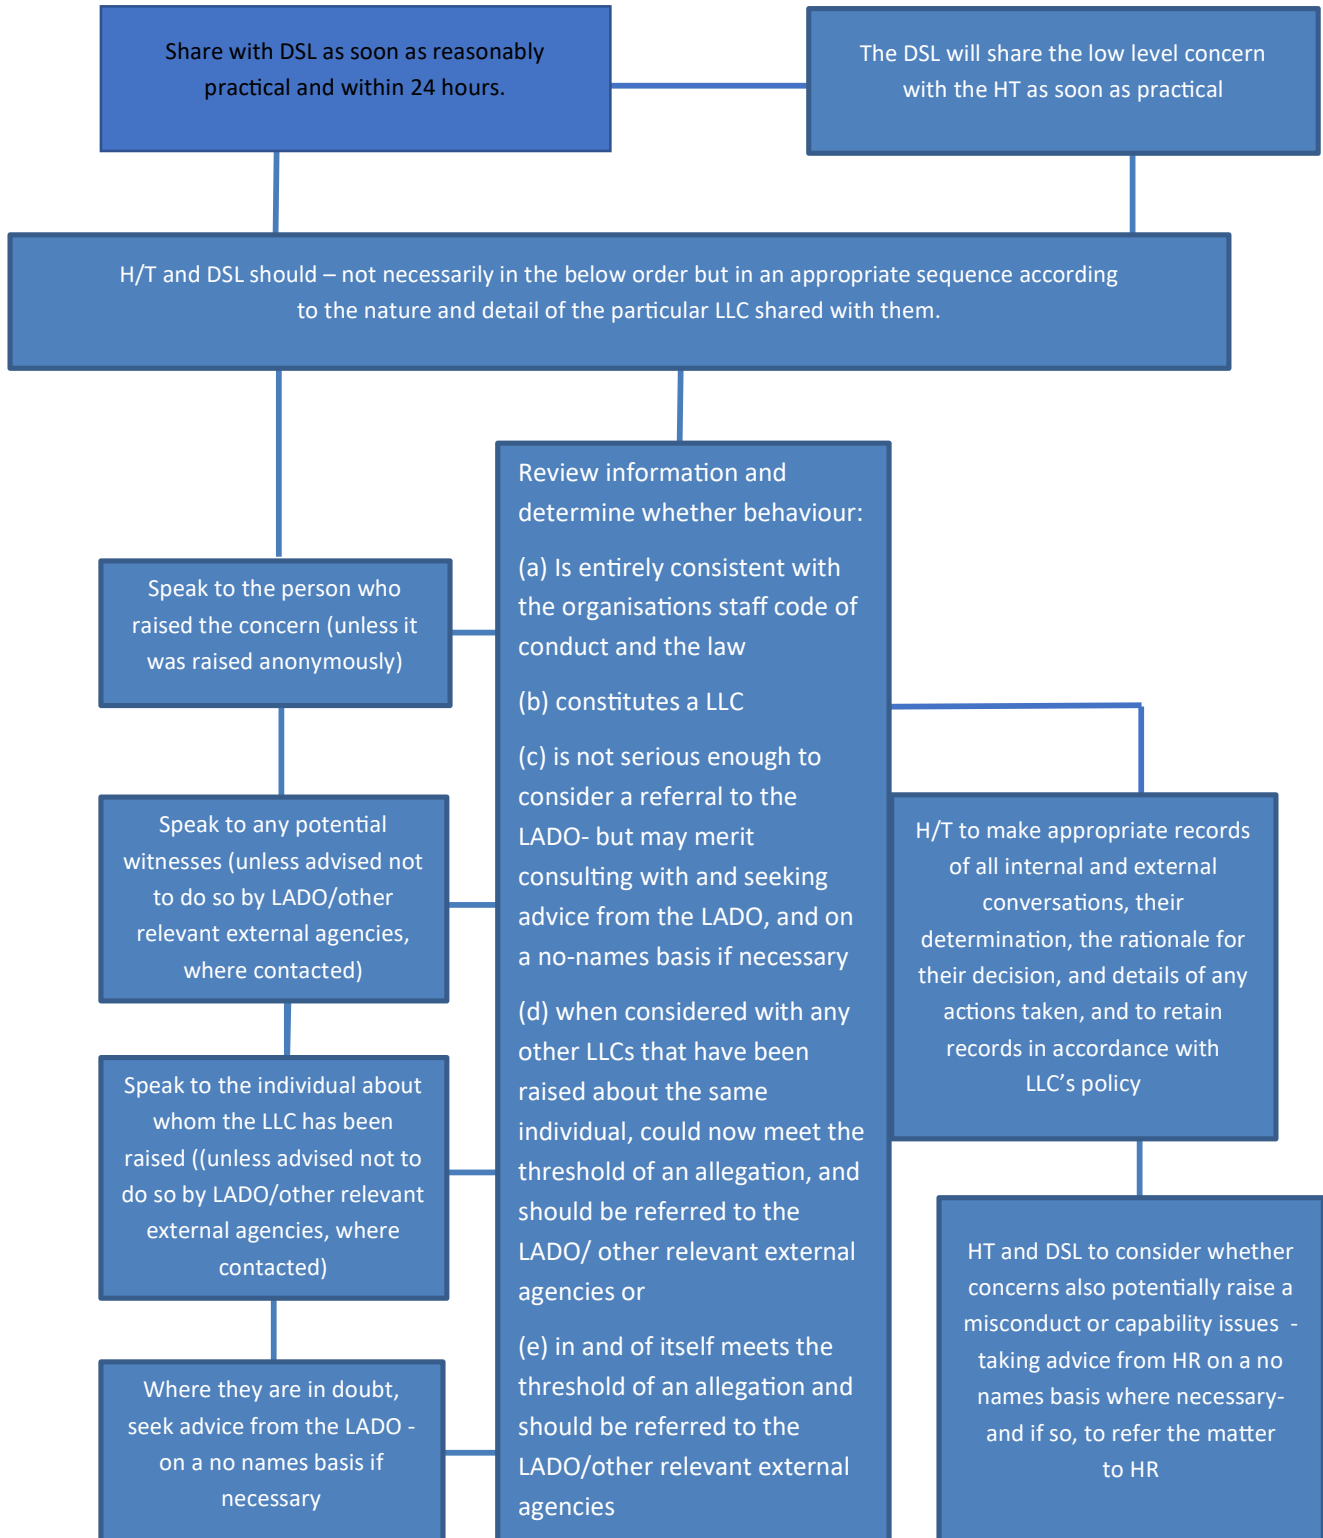 Share with DSL as soon as reasonably
practical and within 24 hours.
The DSL will share the low level concern
with the HT as soon as practical
H/T and DSL should – not necessarily in the below order but in an appropriate sequence according
to the nature and detail of the particular LLC shared with them.
Speak to the person who
raised the concern (unless it
was raised anonymously)
Speak to any potential
witnesses (unless advised not
to do so by LADO/other
relevant external agencies,
where contacted)
Speak to the individual about
whom the LLC has been
raised ((unless advised not to
do so by LADO/other relevant
external agencies, where
contacted)
Where they are in doubt,
seek advice from the LADO -
on a no names basis if
necessary
Review information and
determine whether behaviour:
(a) Is entirely consistent with
the organisations staff code of
conduct and the law
(b) constitutes a LLC
(c) is not serious enough to
consider a referral to the
LADO- but may merit
consulting with and seeking
advice from the LADO, and on
a no-names basis if necessary
(d) when considered with any
other LLCs that have been
raised about the same
individual, could now meet the
threshold of an allegation, and
should be referred to the
LADO/ other relevant external
agencies or
(e) in and of itself meets the
threshold of an allegation and
should be referred to the
LADO/other relevant external
agencies
H/T to make appropriate records
of all internal and external
conversations, their
determination, the rationale for
their decision, and details of any
actions taken, and to retain
records in accordance with
LLC’s policy
HT and DSL to consider whether
concerns also potentially raise a
misconduct or capability issues -
taking advice from HR on a no
names basis where necessary-
and if so, to refer the matter
to HR